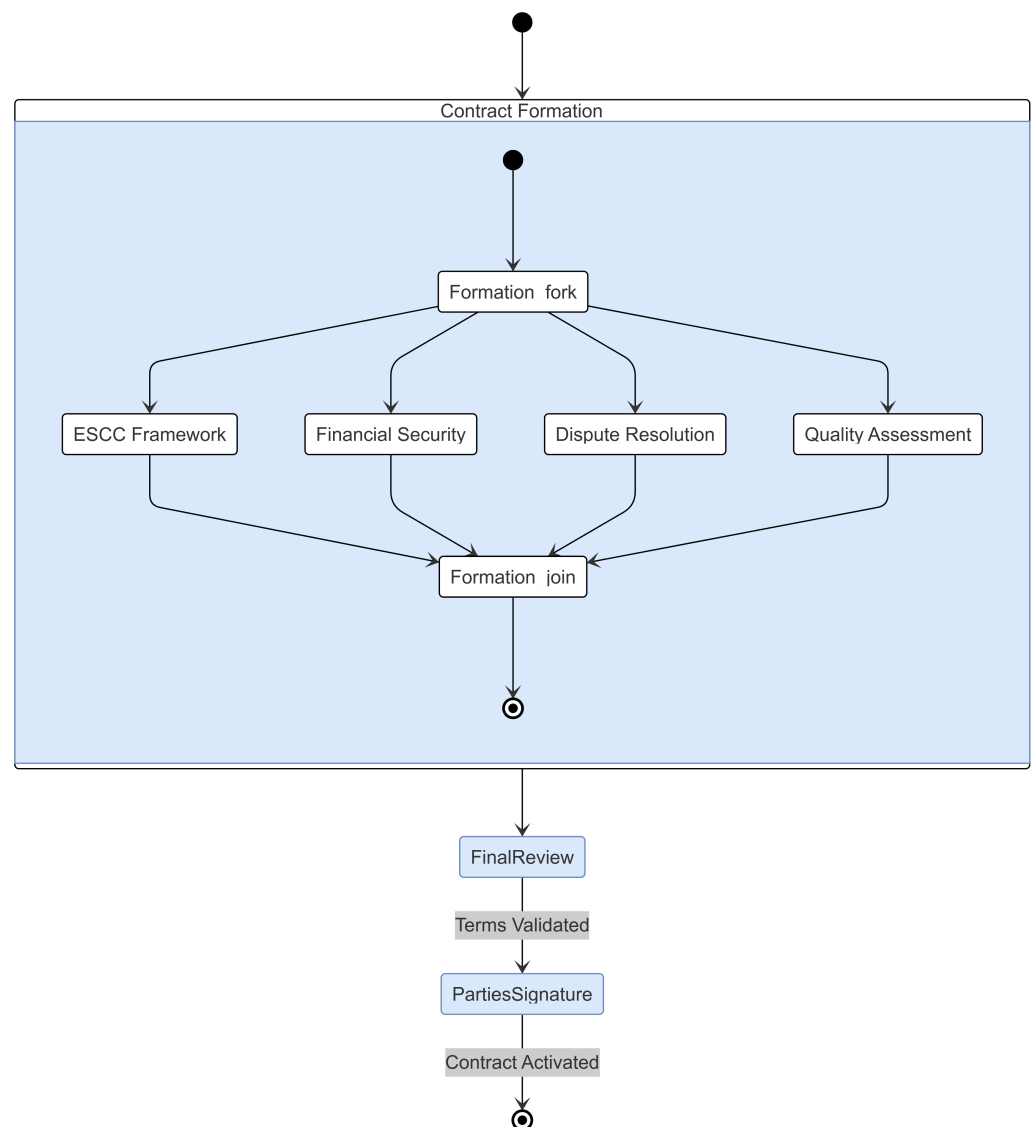 Contract Formation
Formation fork
ESCC Framework
Financial Security
Dispute Resolution
Quality Assessment
Formation join
FinalReview
Terms Validated
PartiesSignature
Contract Activated